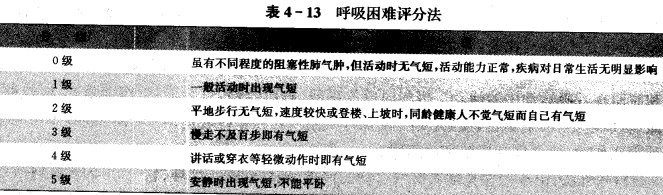 表4-13 呼吸困难评分法
0级 虽有不同程度的阻塞性肺气肿,但活动时无气短,活动能力正常,疾病对日常生活无明显影响
1级 一般活动时出现气短
2级 平地步行无气短,速度较快或登楼、上坡时,同龄健康人不觉气短而自己有气短
3级 慢走不及百步即有气短
4级 讲话或穿衣等轻微动作时即有气短
5级 安静时出现气短,不能平卧